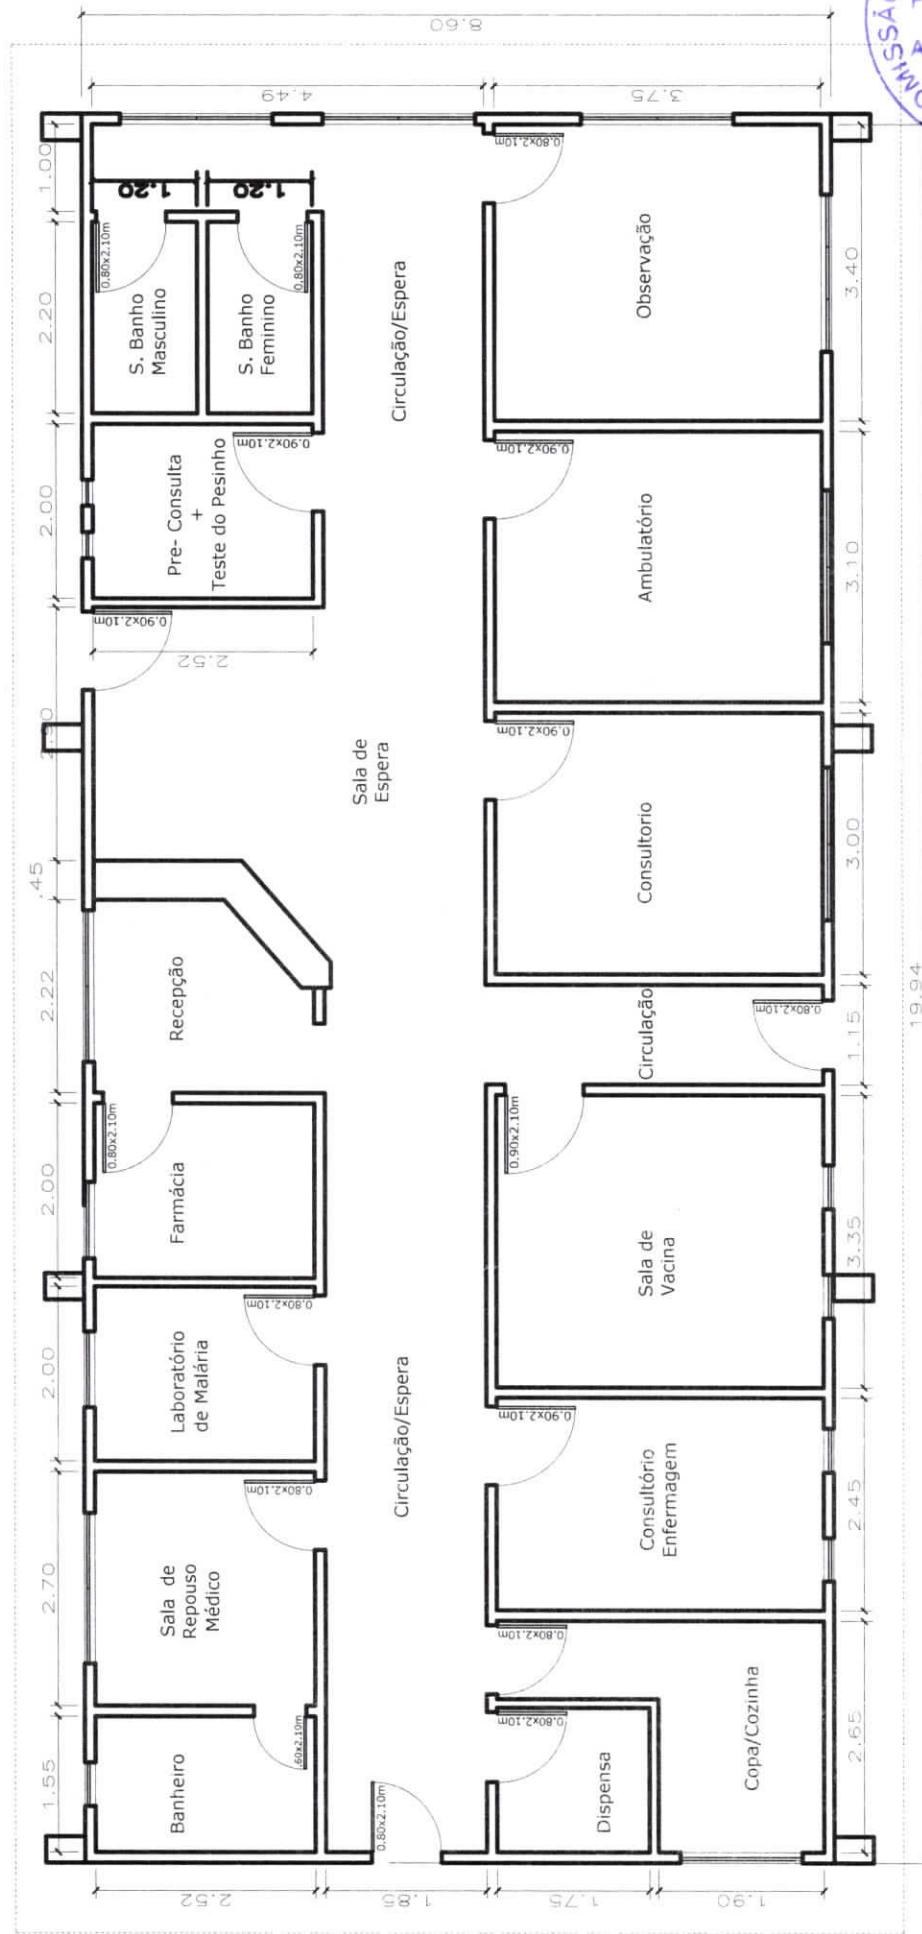 8.60
4.49
3.75
1.00
2.20
2.00
.45
2.22
2.00
2.00
2.70
1.55
1.20
1.20
0.80x2.10m
S. Banho
Masculino
0.80x2.10m
S. Banho
Feminino
Pre- Consulta
+
Teste do Pesinho
0.90x2.10m
0.90x2.10m
2.52
Recepção
0.80x2.10m
Farmácia
Laboratório
de Malária
0.80x2.10m
Sala de
Repouso
Médico
0.80x2.10m
Banheiro
.60x2.10m
Circulação/Espera
Sala de
Espera
Circulação/Espera
0.80x2.10m
0.80x2.10m
Observação
0.90x2.10m
Ambulatório
0.90x2.10m
Consultorio
Circulação
0.80x2.10m
0.90x2.10m
Sala de
Vacina
0.90x2.10m
Consultório
Enfermagem
0.80x2.10m
0.80x2.10m
Dispensa
Copa/Cozinha
3.40
3.10
3.00
1.15
3.35
2.45
2.65
19.94
2.52
1.85
1.75
1.90